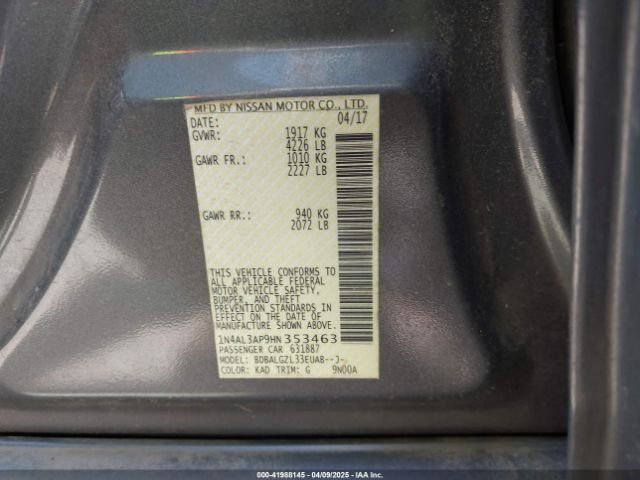 MFD BY NISSAN MOTOR CO., LTD.
DATE: 04/17
GVWR: 1917 KG
4226 LB
GAWR FR.: 1010 KG
2227 LB
GAWR RR.: 940 KG
2072 LB
THIS VEHICLE CONFORMS TO
ALL APPLICABLE FEDERAL
MOTOR VEHICLE SAFETY,
BUMPER, AND THEFT
PREVENTION STANDARDS IN
EFFECT ON THE DATE OF
MANUFACTURE SHOWN ABOVE.
1N4AL3AP9HN353463
PASSENGER CAR 631887
MODEL: BDBALGZL33EUAB--J-
COLOR: KAD TRIM: G 9N00A
000-41988145 - 04/09/2025 - IAA Inc.